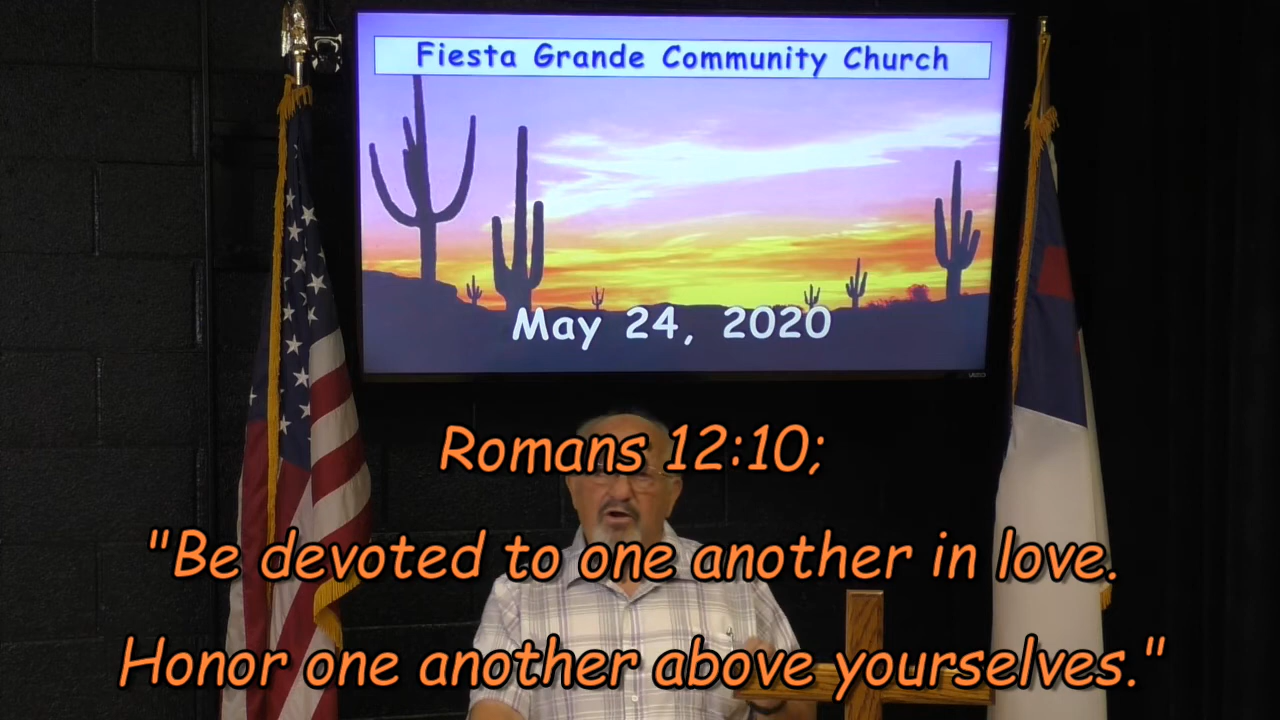 Fiesta Grande Community Church
May 24, 2020
Romans 12:10;
"Be devoted to one another in love.
Honor one another above yourselves."